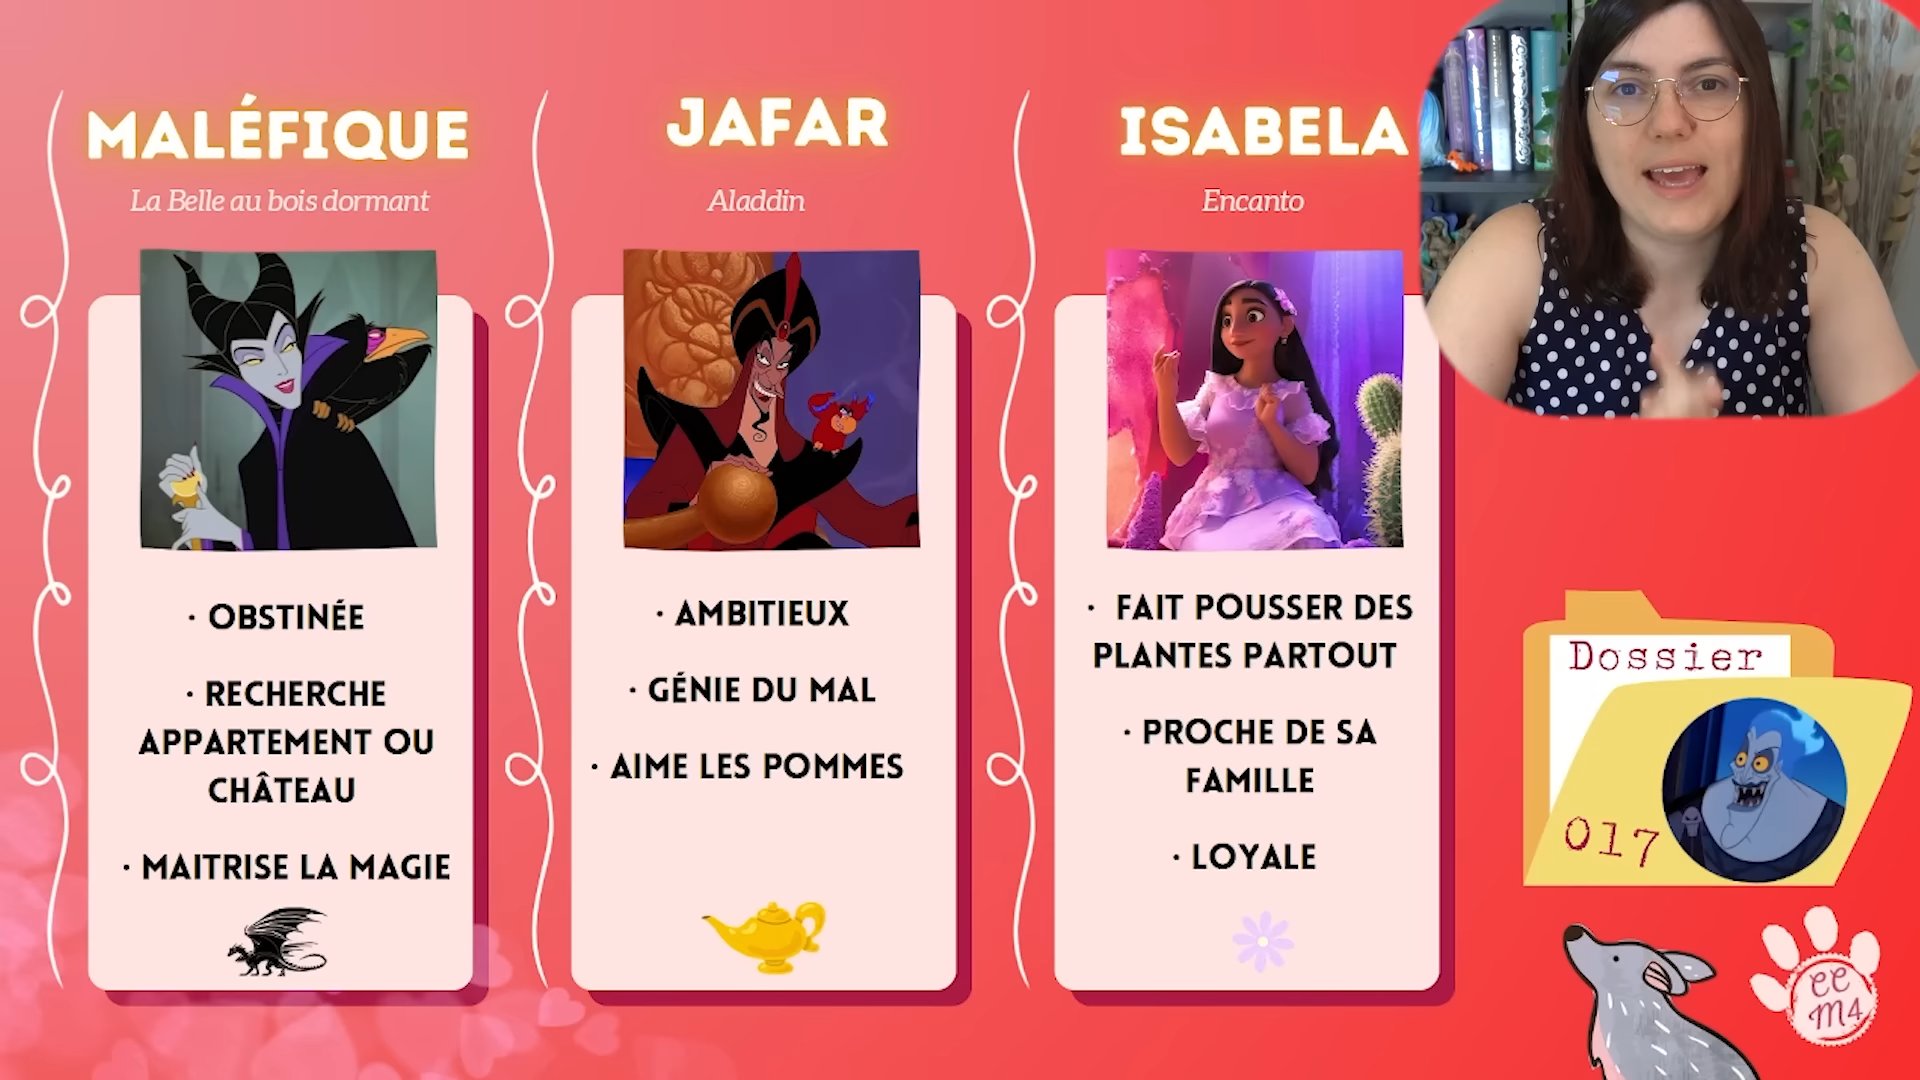 MALÉFIQUE
La Belle au bois dormant
· OBSTINÉE
· RECHERCHE
APPARTEMENT OU
CHÂTEAU
· MAITRISE LA MAGIE
JAFAR
Aladdin
· AMBITIEUX
· GÉNIE DU MAL
· AIME LES POMMES
ISABELA
Encanto
· FAIT POUSSER DES
PLANTES PARTOUT
· PROCHE DE SA
FAMILLE
· LOYALE
Dossier
017
EE
M4